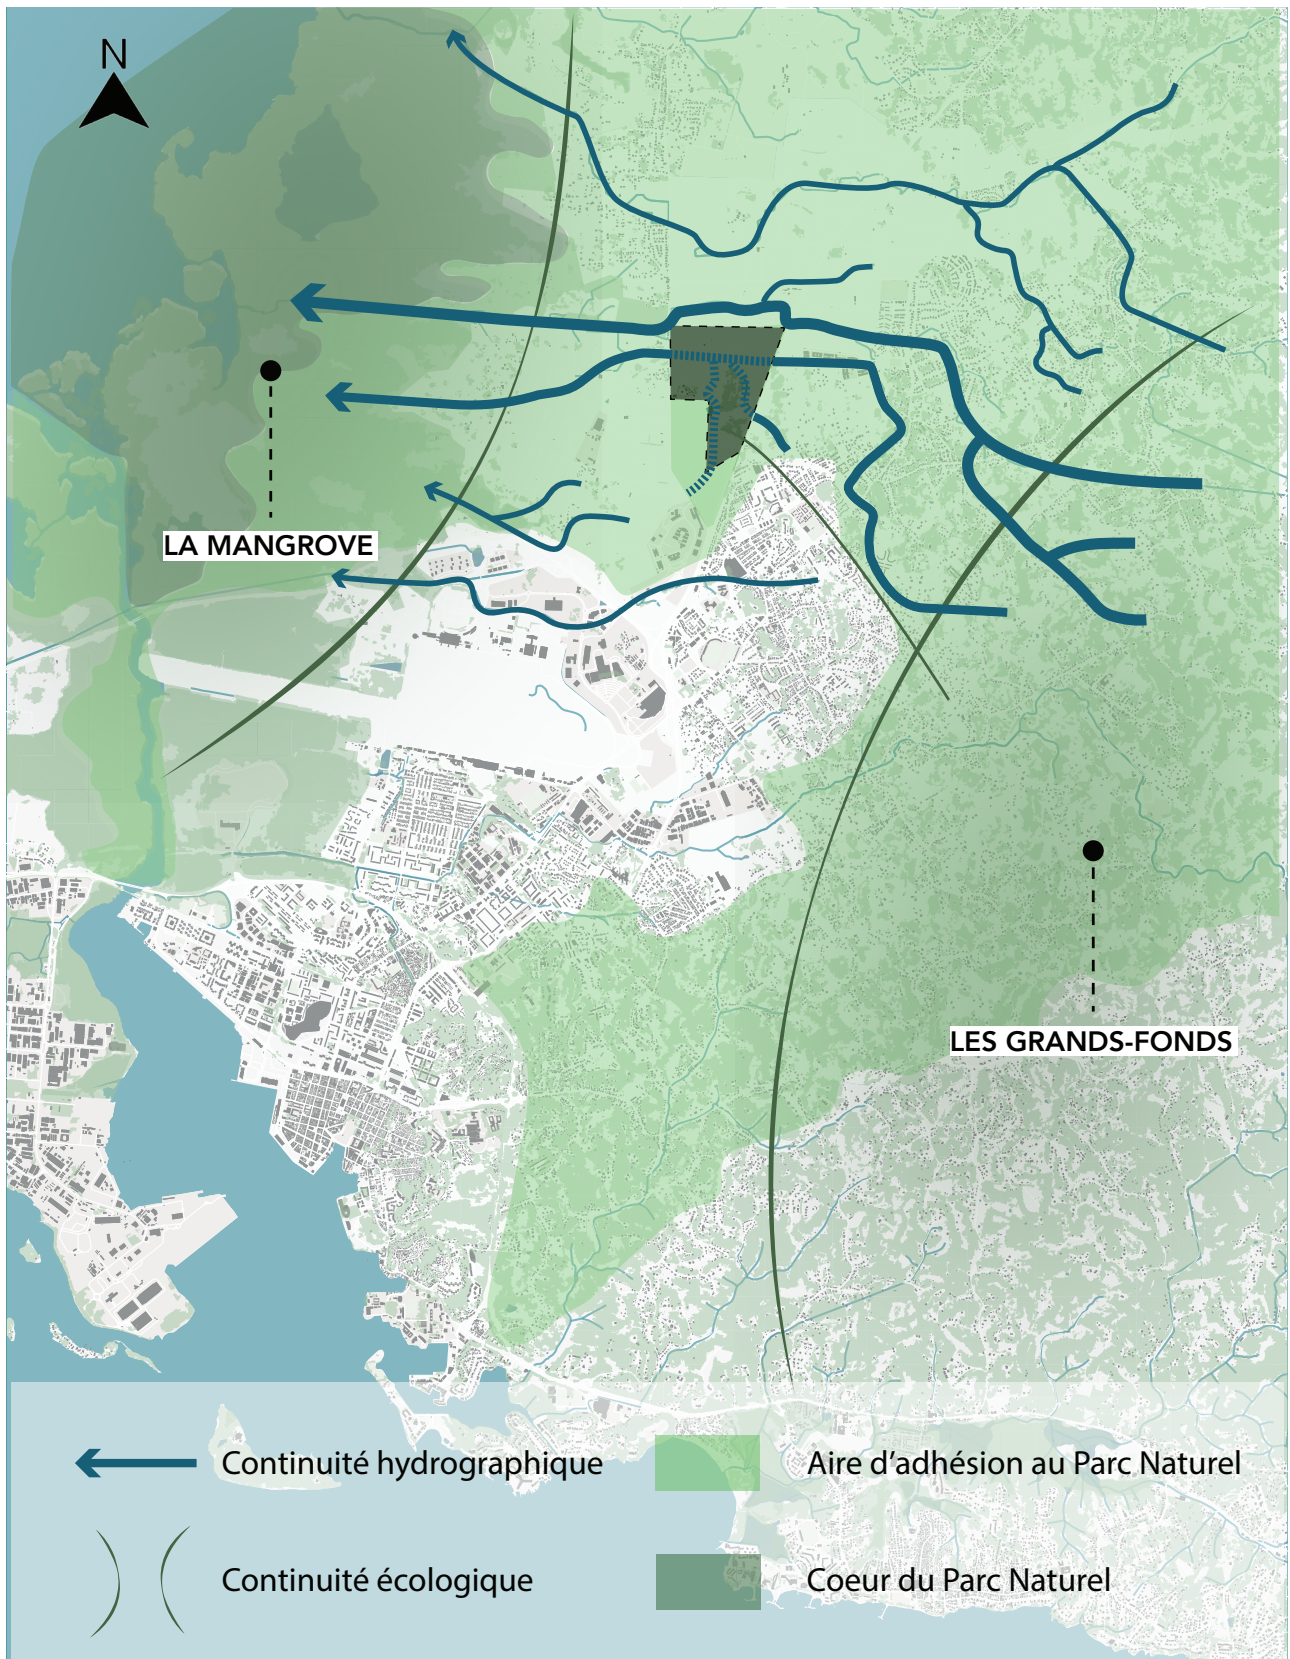 N
LA MANGROVE
LES GRANDS-FONDS
Continuité hydrographique
Aire d'adhésion au Parc Naturel
Continuité écologique
Coeur du Parc Naturel